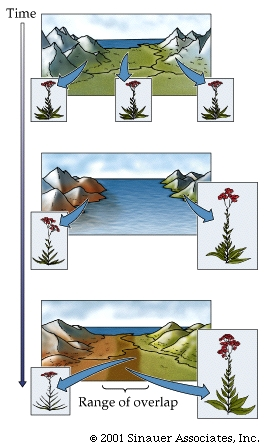 Time
Range of overlap
© 2001 Sinauer Associates, Inc.